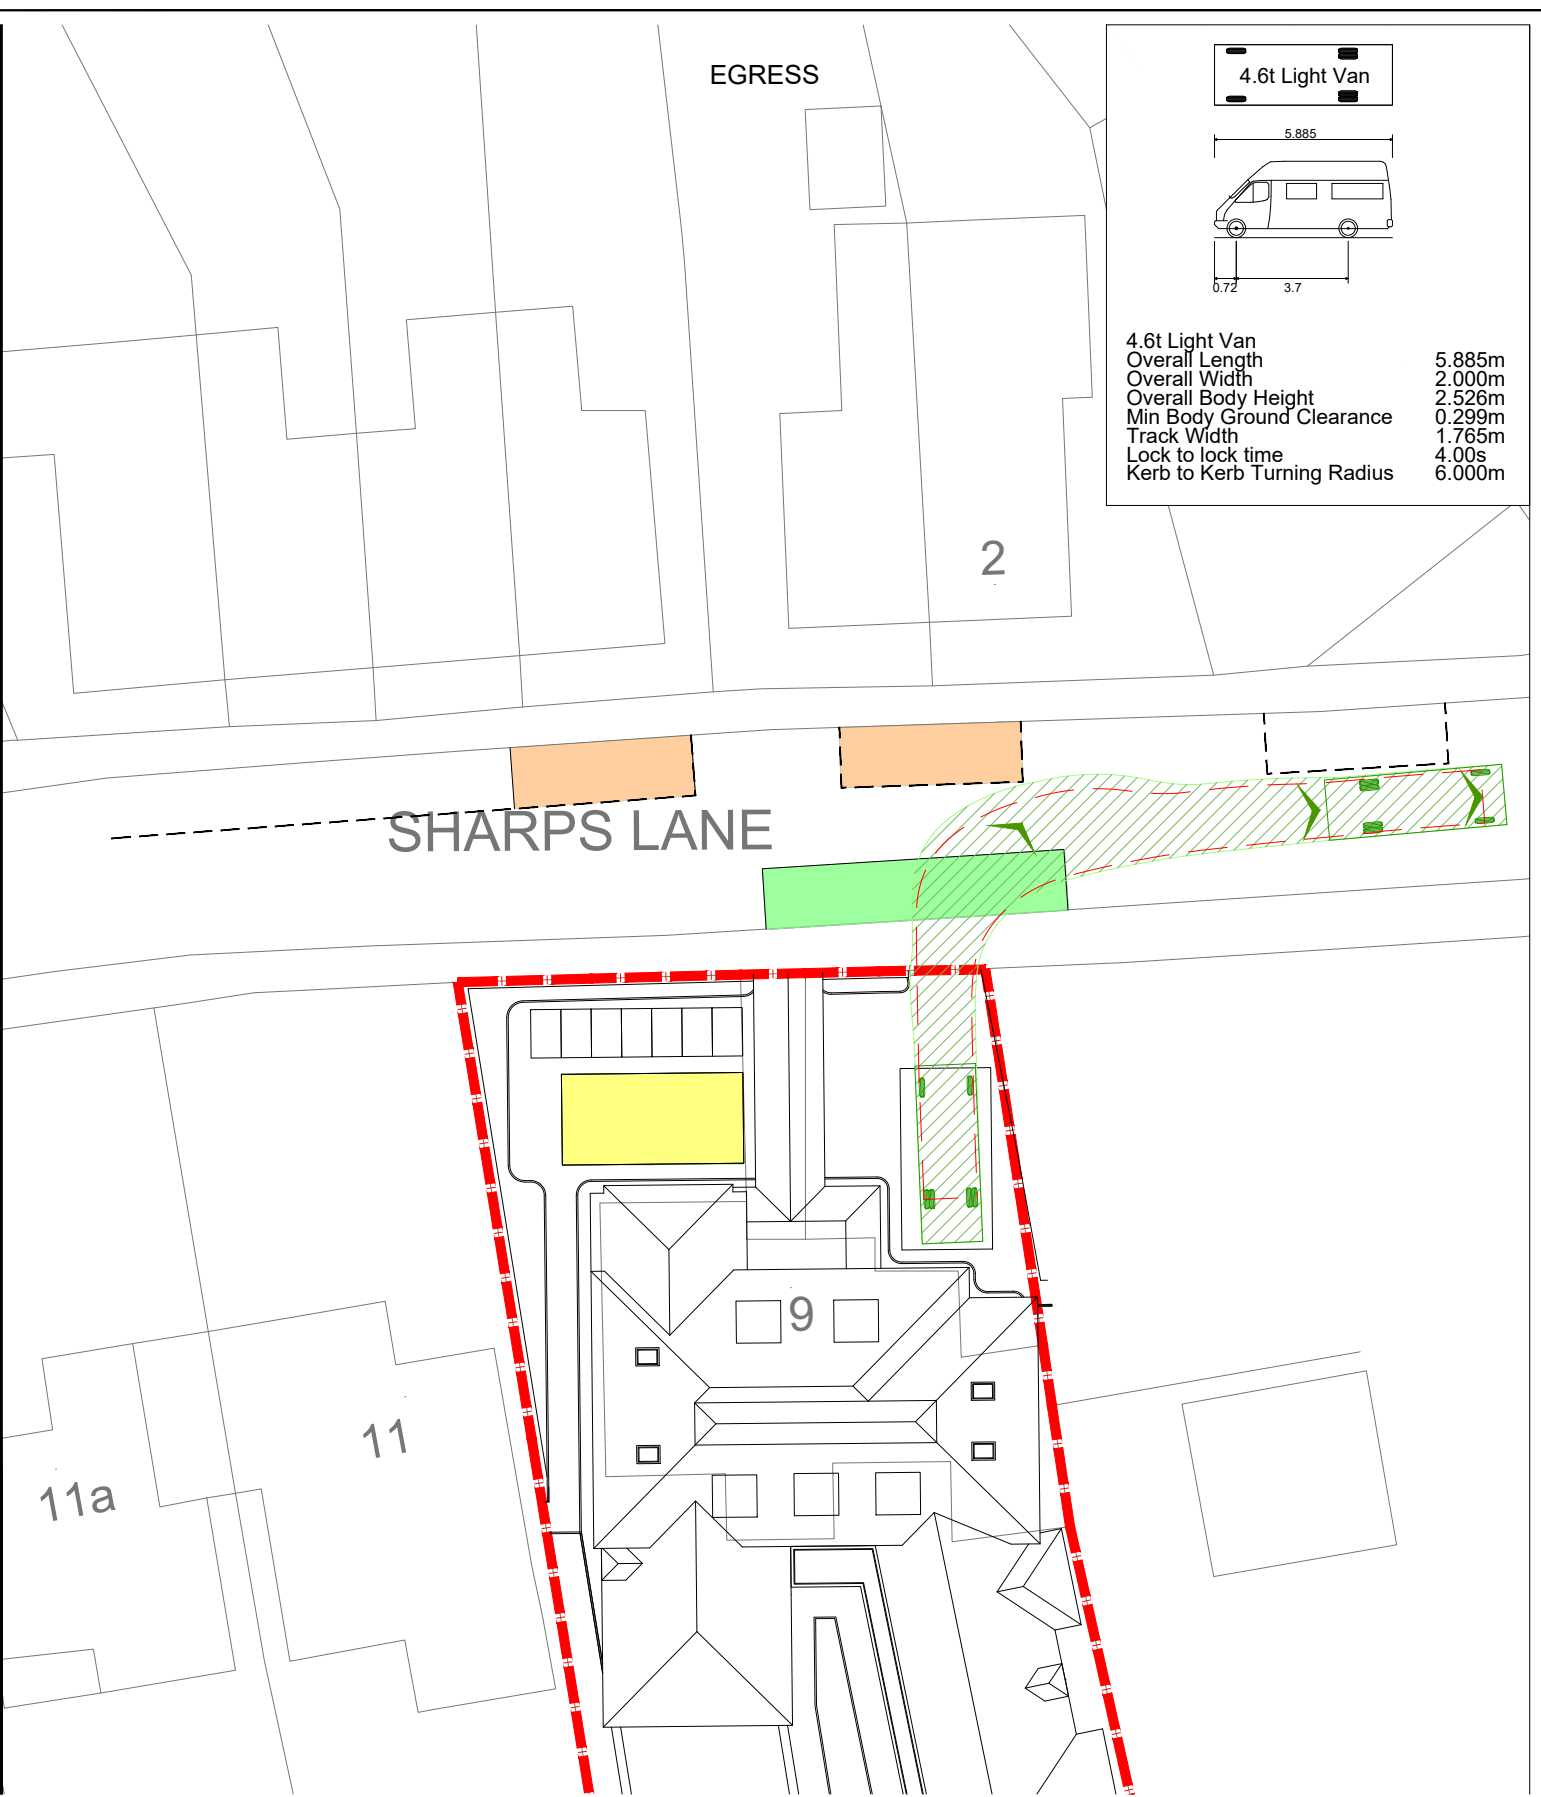 EGRESS
4.6t Light Van
5.885
0.72
3.7
4.6t Light Van
Overall Length 5.885m
Overall Width 2.000m
Overall Body Height 2.526m
Min Body Ground Clearance 0.299m
Track Width 1.765m
Lock to lock time 4.00s
Kerb to Kerb Turning Radius 6.000m
2
SHARPS LANE
9
11
11a